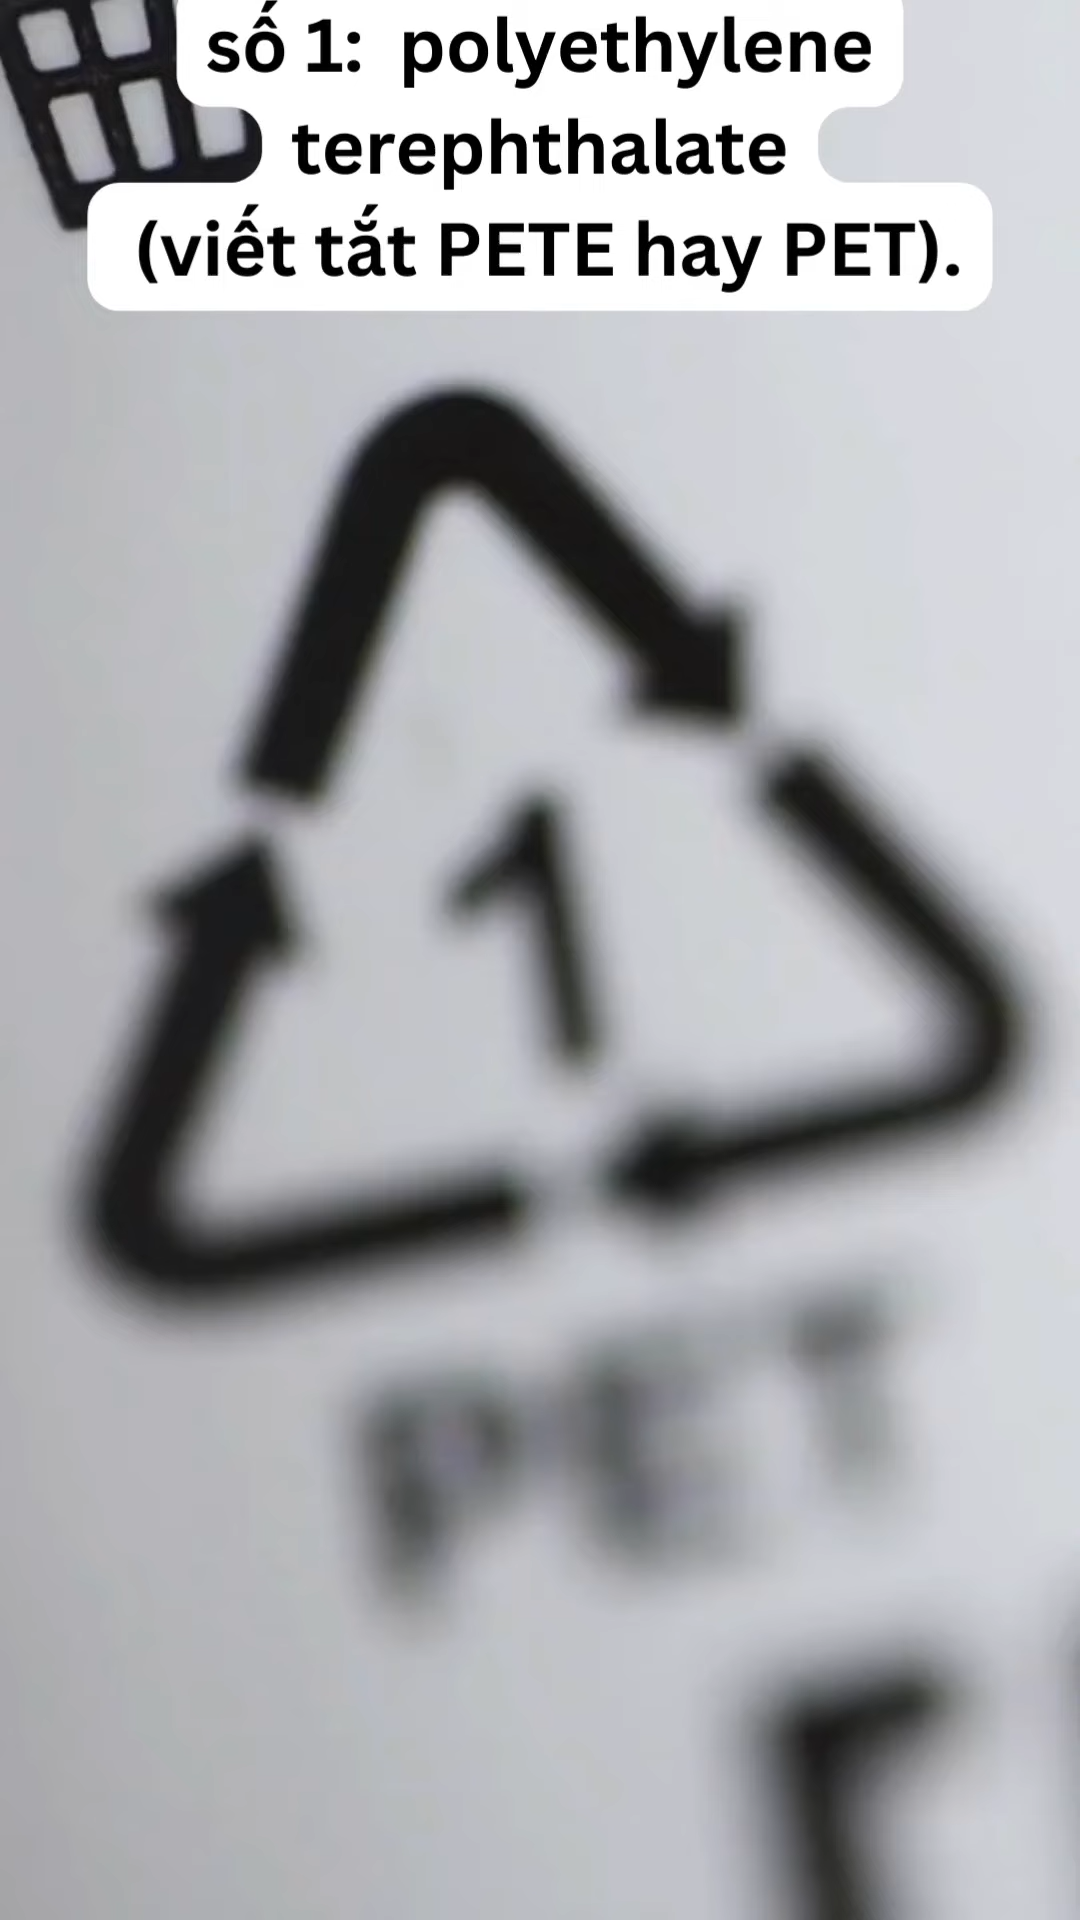 số 1: polyethylene
terephthalate
(viết tắt PETE hay PET).
1
PET